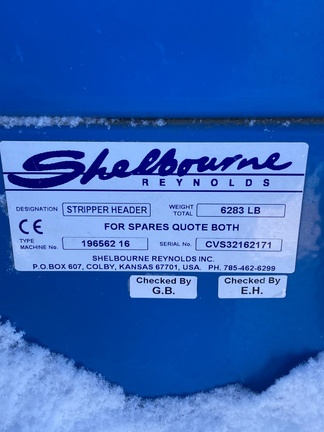 Shelbourne
REYNOLDS
DESIGNATION STRIPPER HEADER WEIGHT TOTAL 6283 LB
CE FOR SPARES QUOTE BOTH
TYPE MACHINE No. 196562 16 SERIAL No. CVS32162171
SHELBOURNE REYNOLDS INC.
P.O.BOX 607, COLBY, KANSAS 67701, USA. PH. 785-462-6299
Checked By Checked By
G.B. E.H.